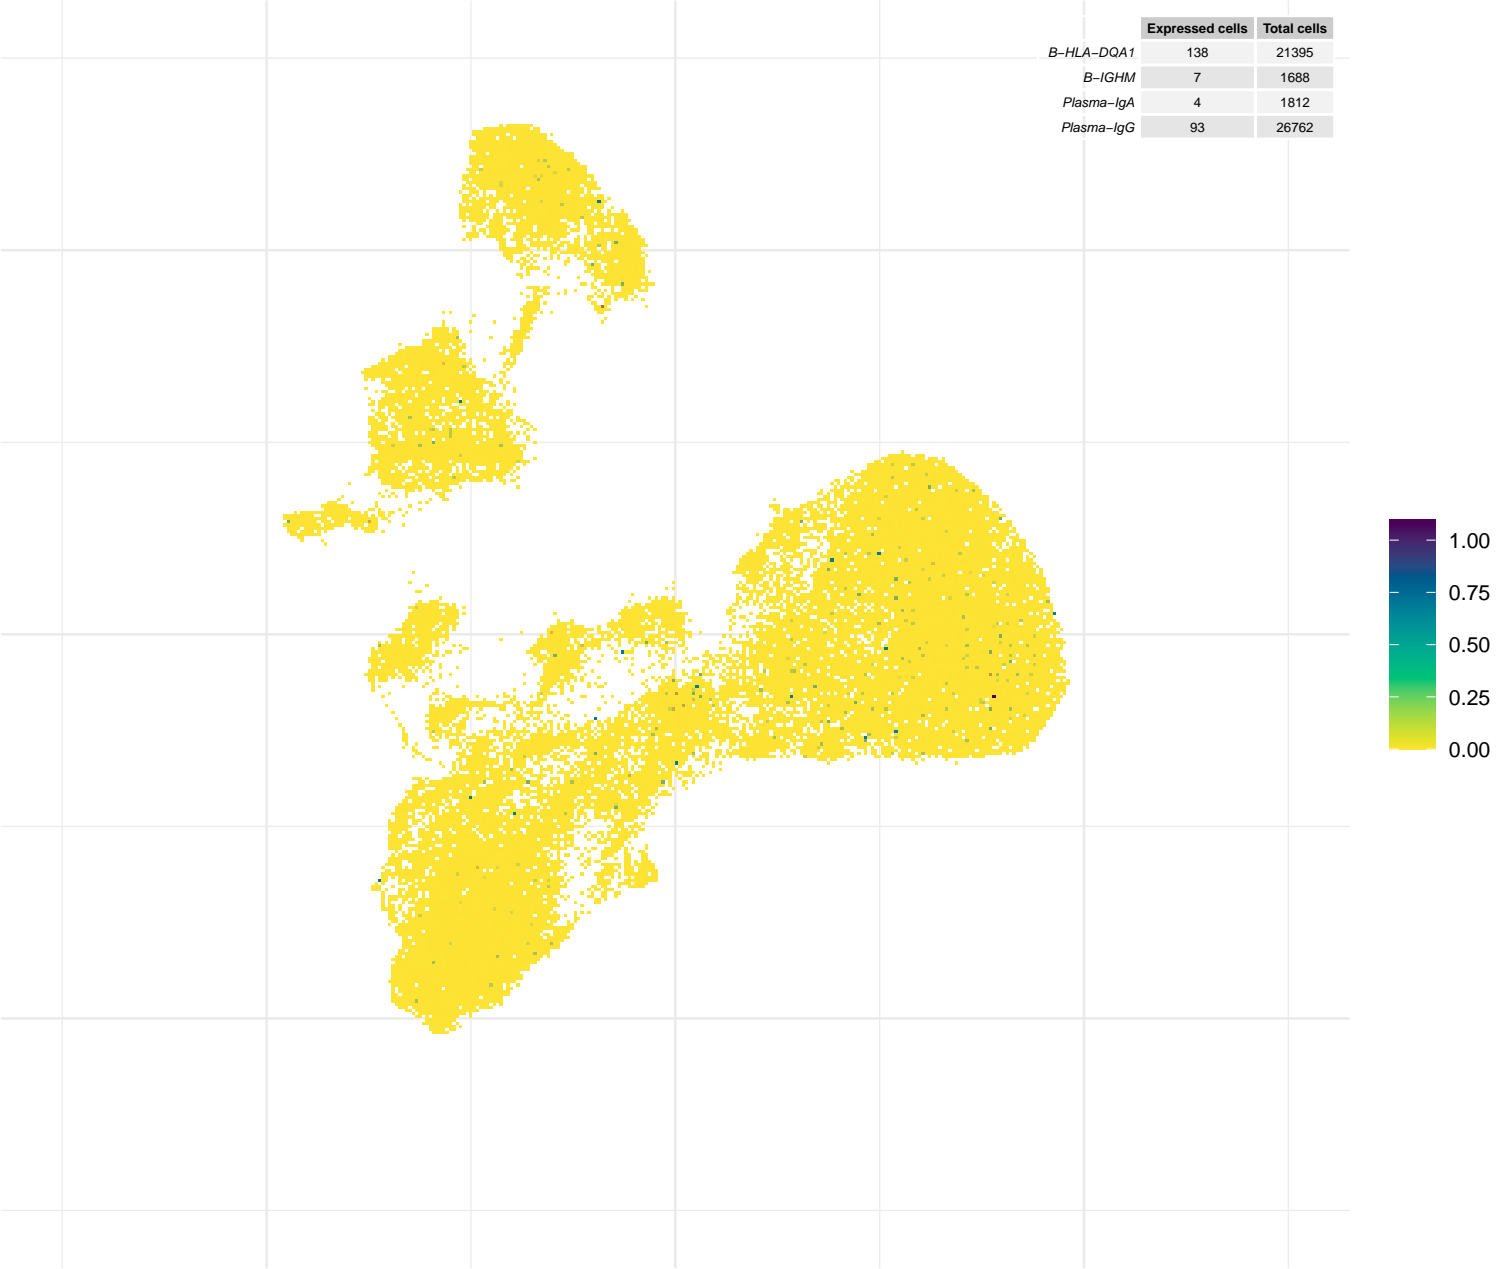 Expressed cells Total cells
B−HLA−DQA1 138 21395
B−IGHM 7 1688
Plasma−IgA 4 1812
Plasma−IgG 93 26762
1.00
0.75
0.50
0.25
0.00